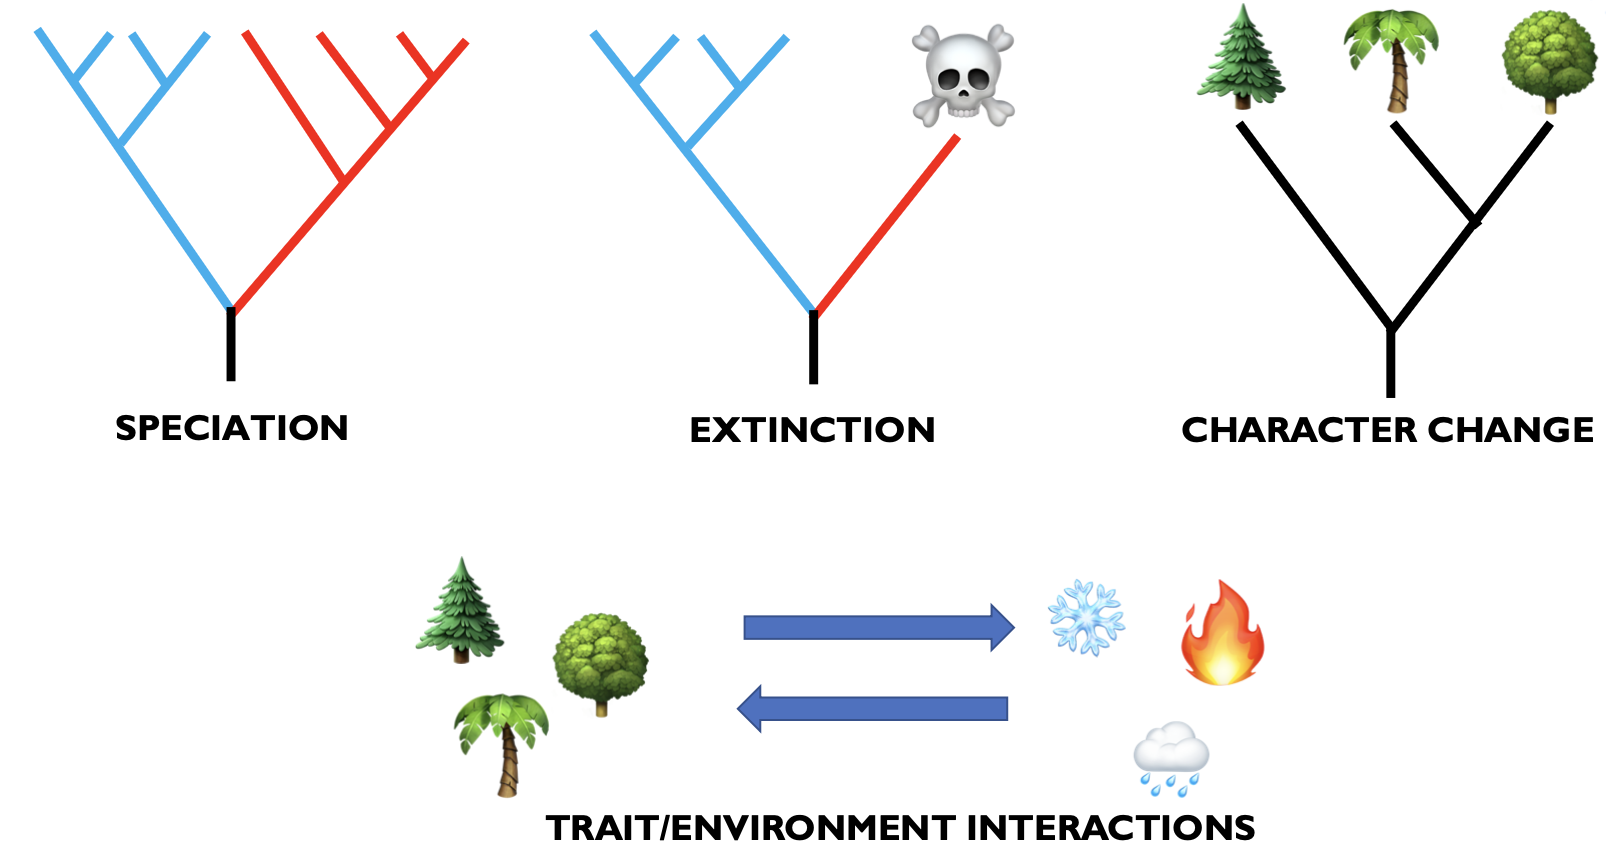 SPECIATION
EXTINCTION
CHARACTER CHANGE
TRAIT/ENVIRONMENT INTERACTIONS